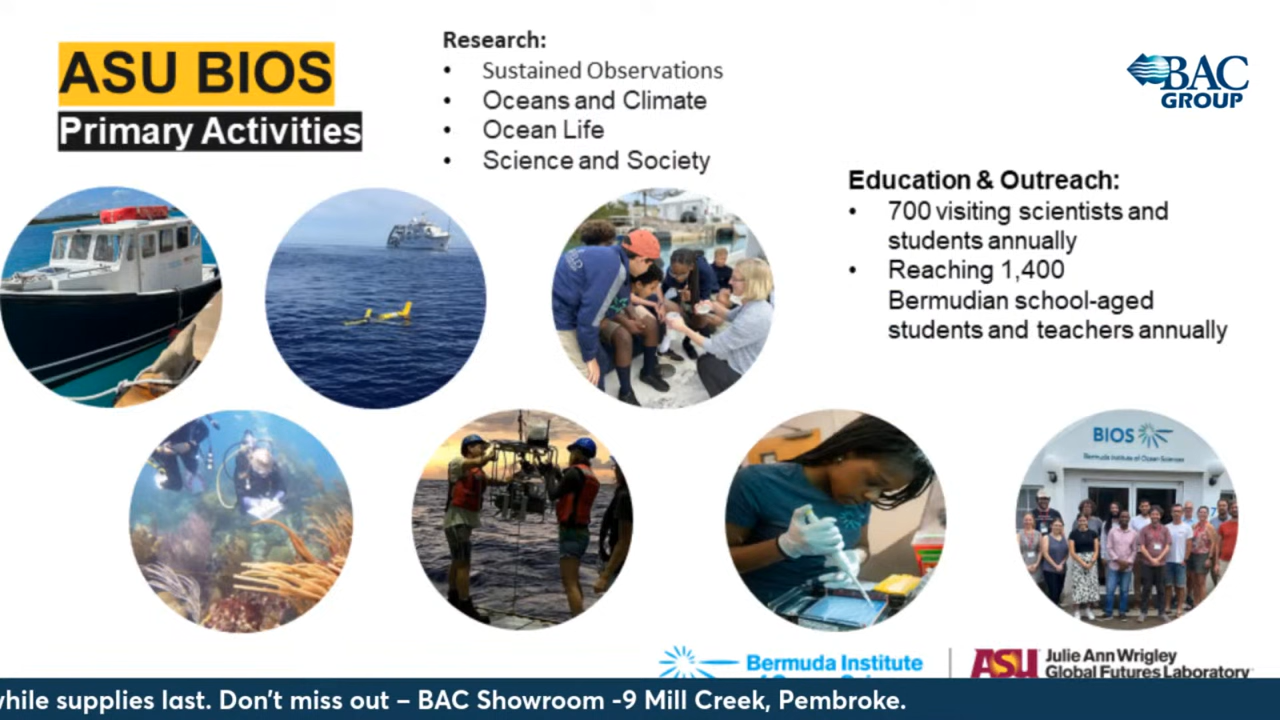 ASU BIOS
Primary Activities
Research:
• Sustained Observations
• Oceans and Climate
• Ocean Life
• Science and Society
BAC
GROUP
Education & Outreach:
• 700 visiting scientists and
students annually
• Reaching 1,400
Bermudian school-aged
students and teachers annually
BIOS
Bermuda Institute of Ocean Sciences
Bermuda Institute
ASU
Julie Ann Wrigley
Global Futures Laboratory
while supplies last. Don't miss out – BAC Showroom -9 Mill Creek, Pembroke.